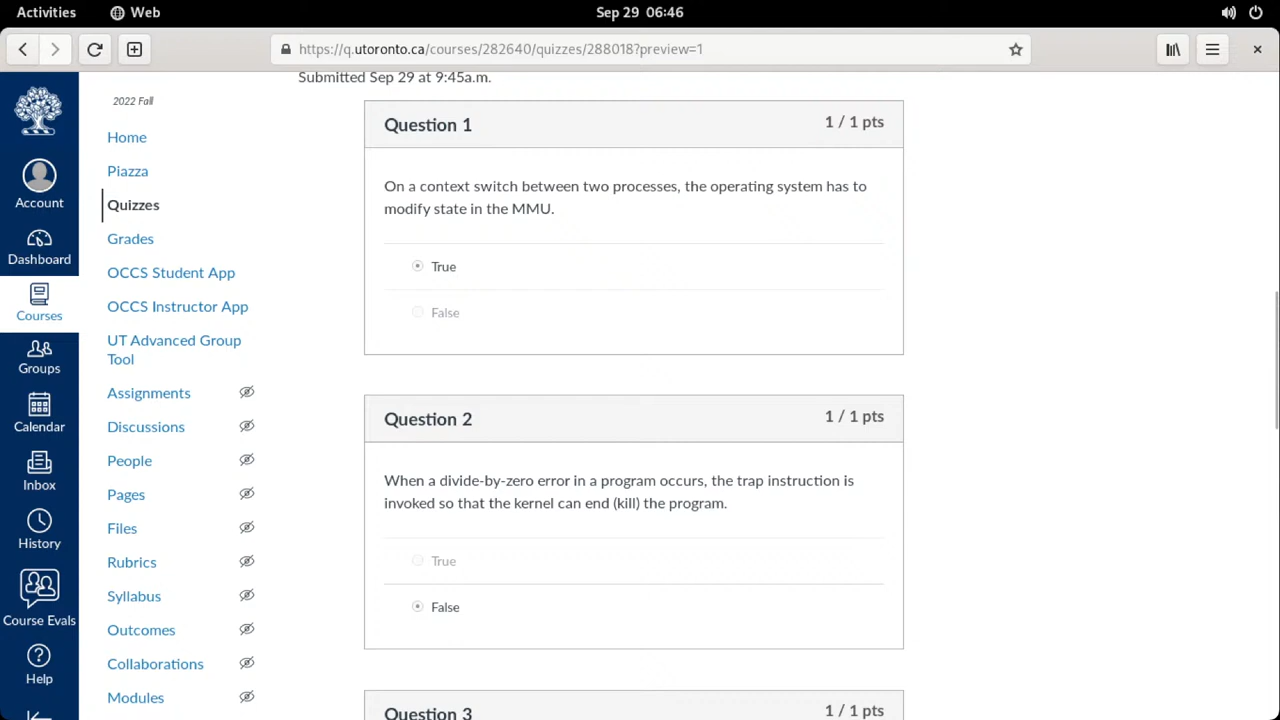 Activities
Web
Sep 29 06:46
https://q.utoronto.ca/courses/282640/quizzes/288018?preview=1
Account
Dashboard
Courses
Groups
Calendar
Inbox
History
Course Evals
Help
2022 Fall
Home
Piazza
Quizzes
Grades
OCCS Student App
OCCS Instructor App
UT Advanced Group
Tool
Assignments
Discussions
People
Pages
Files
Rubrics
Syllabus
Outcomes
Collaborations
Modules
Submitted Sep 29 at 9:45a.m.
Question 1
1 / 1 pts
On a context switch between two processes, the operating system has to
modify state in the MMU.
True
False
Question 2
1 / 1 pts
When a divide-by-zero error in a program occurs, the trap instruction is
invoked so that the kernel can end (kill) the program.
True
False
Question 3
1 / 1 pts